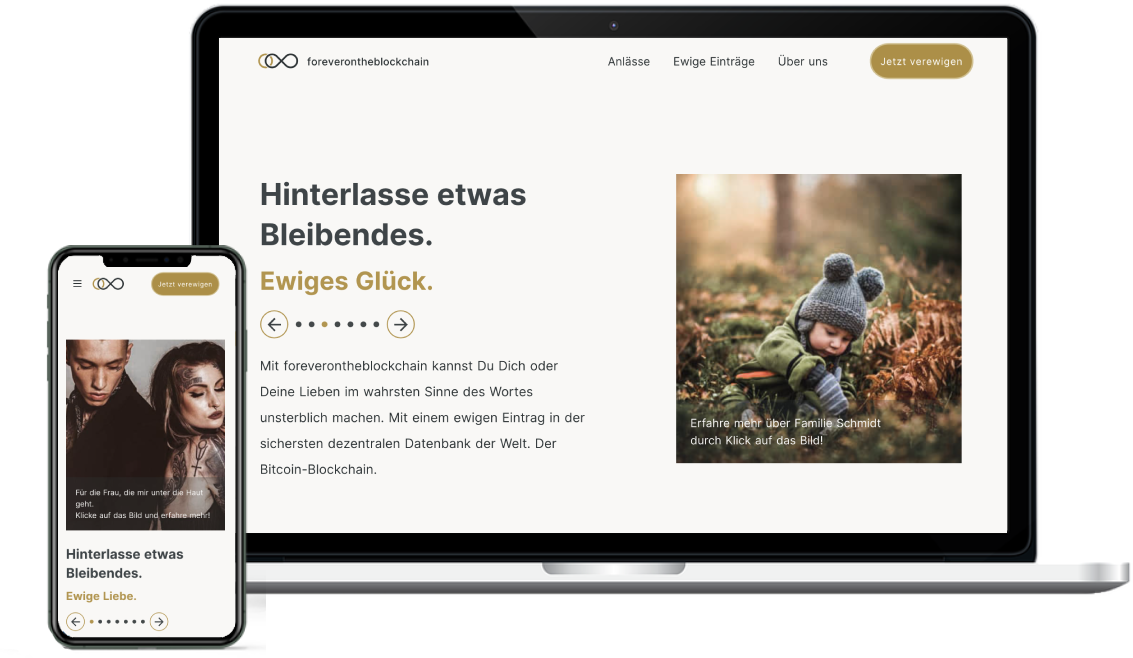 foreverontheblockchain
Anlässe
Ewige Einträge
Über uns
Jetzt verewigen
Hinterlasse etwas
Bleibendes.
Ewiges Glück.
Mit foreverontheblockchain kannst Du Dich oder
Deine Lieben im wahrsten Sinne des Wortes
unsterblich machen. Mit einem ewigen Eintrag in der
sichersten dezentralen Datenbank der Welt. Der
Bitcoin-Blockchain.
Erfahre mehr über Familie Schmidt
durch Klick auf das Bild!
Jetzt verewigen
Für die Frau, die mir unter die Haut
geht.
Klicke auf das Bild und erfahre mehr!
Hinterlasse etwas
Bleibendes.
Ewige Liebe.